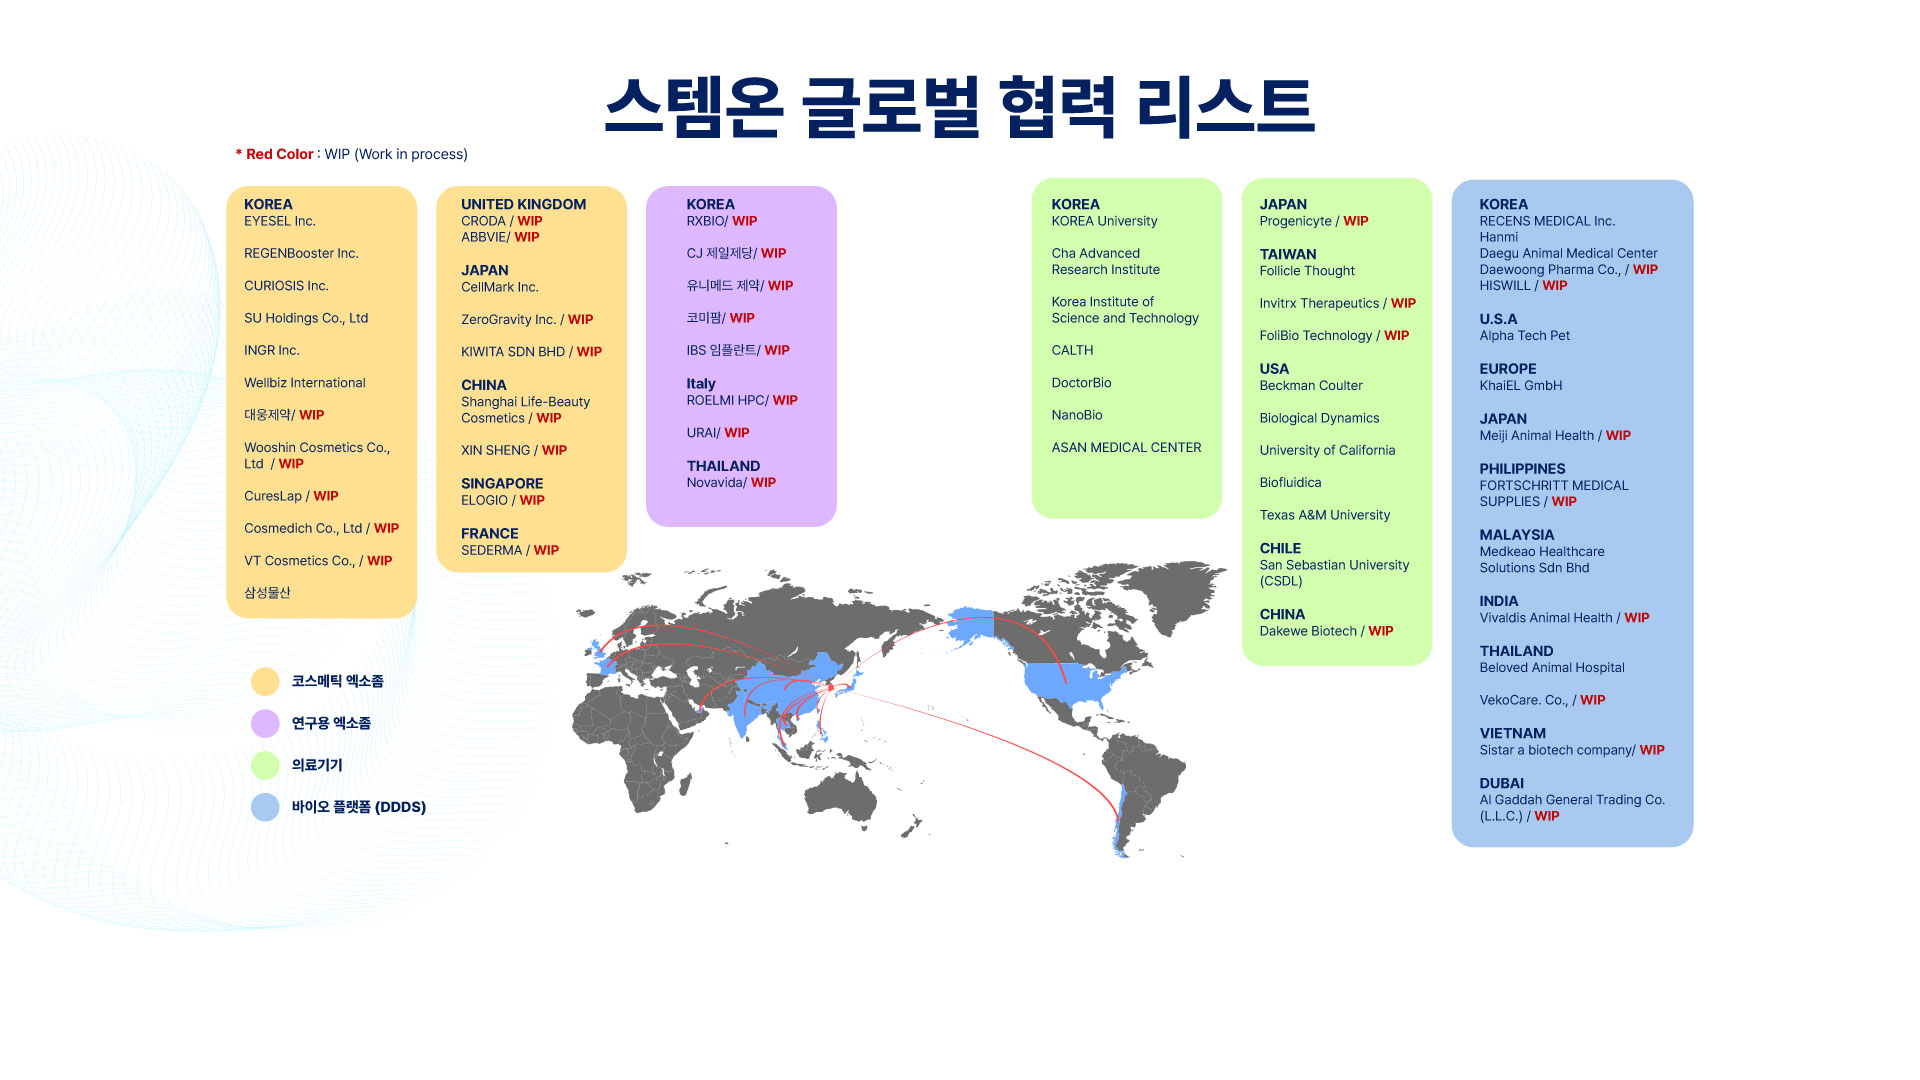 스템온 글로벌 협력 리스트
* Red Color : WIP (Work in process)
KOREA
EYESEL Inc.
REGENBooster Inc.
CURIOSIS Inc.
SU Holdings Co., Ltd
INGR Inc.
Wellbiz International
대웅제약/ WIP
Wooshin Cosmetics Co.,
Ltd / WIP
CuresLap / WIP
Cosmedich Co., Ltd / WIP
VT Cosmetics Co., / WIP
삼성물산
UNITED KINGDOM
CRODA / WIP
ABBVIE/ WIP
JAPAN
CellMark Inc.
ZeroGravity Inc. / WIP
KIWITA SDN BHD / WIP
CHINA
Shanghai Life-Beauty
Cosmetics / WIP
XIN SHENG / WIP
SINGAPORE
ELOGIO / WIP
FRANCE
SEDERMA / WIP
KOREA
RXBIO/ WIP
CJ 제일제당/ WIP
유니메드 제약/ WIP
코미팜/ WIP
IBS 임플란트/ WIP
Italy
ROELMI HPC/ WIP
URAI/ WIP
THAILAND
Novavida/ WIP
KOREA
KOREA University
Cha Advanced
Research Institute
Korea Institute of
Science and Technology
CALTH
DoctorBio
NanoBio
ASAN MEDICAL CENTER
JAPAN
Progenicyte / WIP
TAIWAN
Follicle Thought
Invitrx Therapeutics / WIP
FoliBio Technology / WIP
USA
Beckman Coulter
Biological Dynamics
University of California
Biofluidica
Texas A&M University
CHILE
San Sebastian University
(CSDL)
CHINA
Dakewe Biotech / WIP
KOREA
RECENS MEDICAL Inc.
Hanmi
Daegu Animal Medical Center
Daewoong Pharma Co., / WIP
HISWILL / WIP
U.S.A
Alpha Tech Pet
EUROPE
KhaiEL GmbH
JAPAN
Meiji Animal Health / WIP
PHILIPPINES
FORTSCHRITT MEDICAL
SUPPLIES / WIP
MALAYSIA
Medkeao Healthcare
Solutions Sdn Bhd
INDIA
Vivaldis Animal Health / WIP
THAILAND
Beloved Animal Hospital
VekoCare. Co., / WIP
VIETNAM
Sistar a biotech company/ WIP
DUBAI
Al Gaddah General Trading Co.
(L.L.C.) / WIP
코스메틱 엑소좀
연구용 엑소좀
의료기기
바이오 플랫폼 (DDDS)